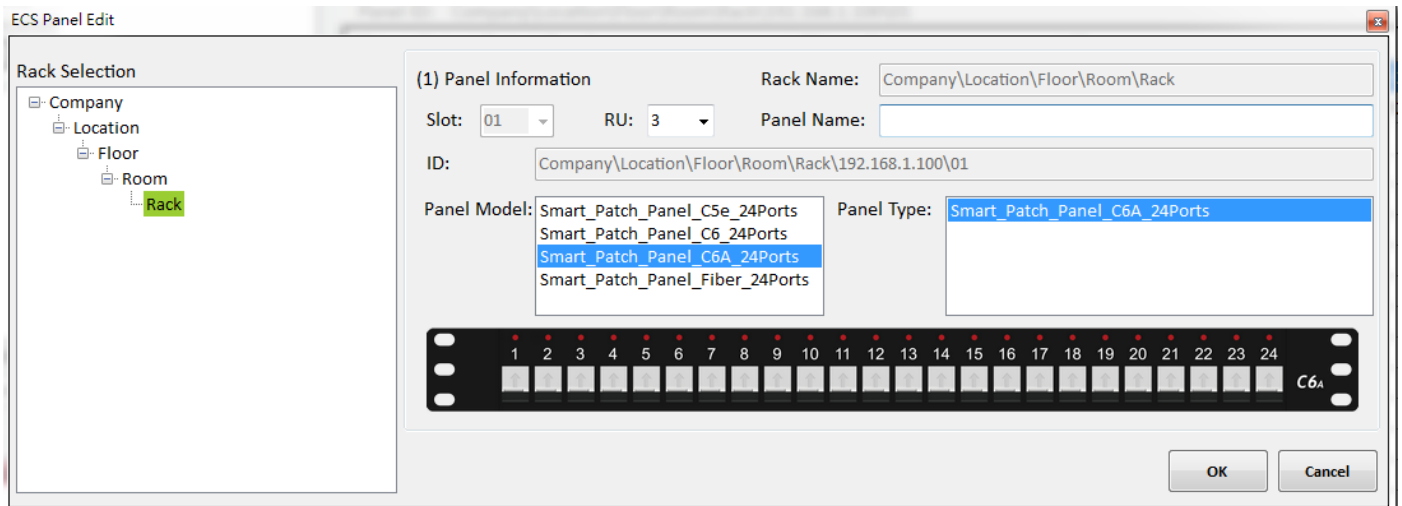 ECS Panel Edit
Rack Selection
Company
Location
Floor
Room
Rack
(1) Panel Information
Rack Name: Company\Location\Floor\Room\Rack
Slot: 01 RU: 3 Panel Name:
ID: Company\Location\Floor\Room\Rack\192.168.1.100\01
Panel Model:
Smart_Patch_Panel_C5e_24Ports
Smart_Patch_Panel_C6_24Ports
Smart_Patch_Panel_C6A_24Ports
Smart_Patch_Panel_Fiber_24Ports
Panel Type:
Smart_Patch_Panel_C6A_24Ports
1 2 3 4 5 6 7 8 9 10 11 12 13 14 15 16 17 18 19 20 21 22 23 24
C6A
OK Cancel